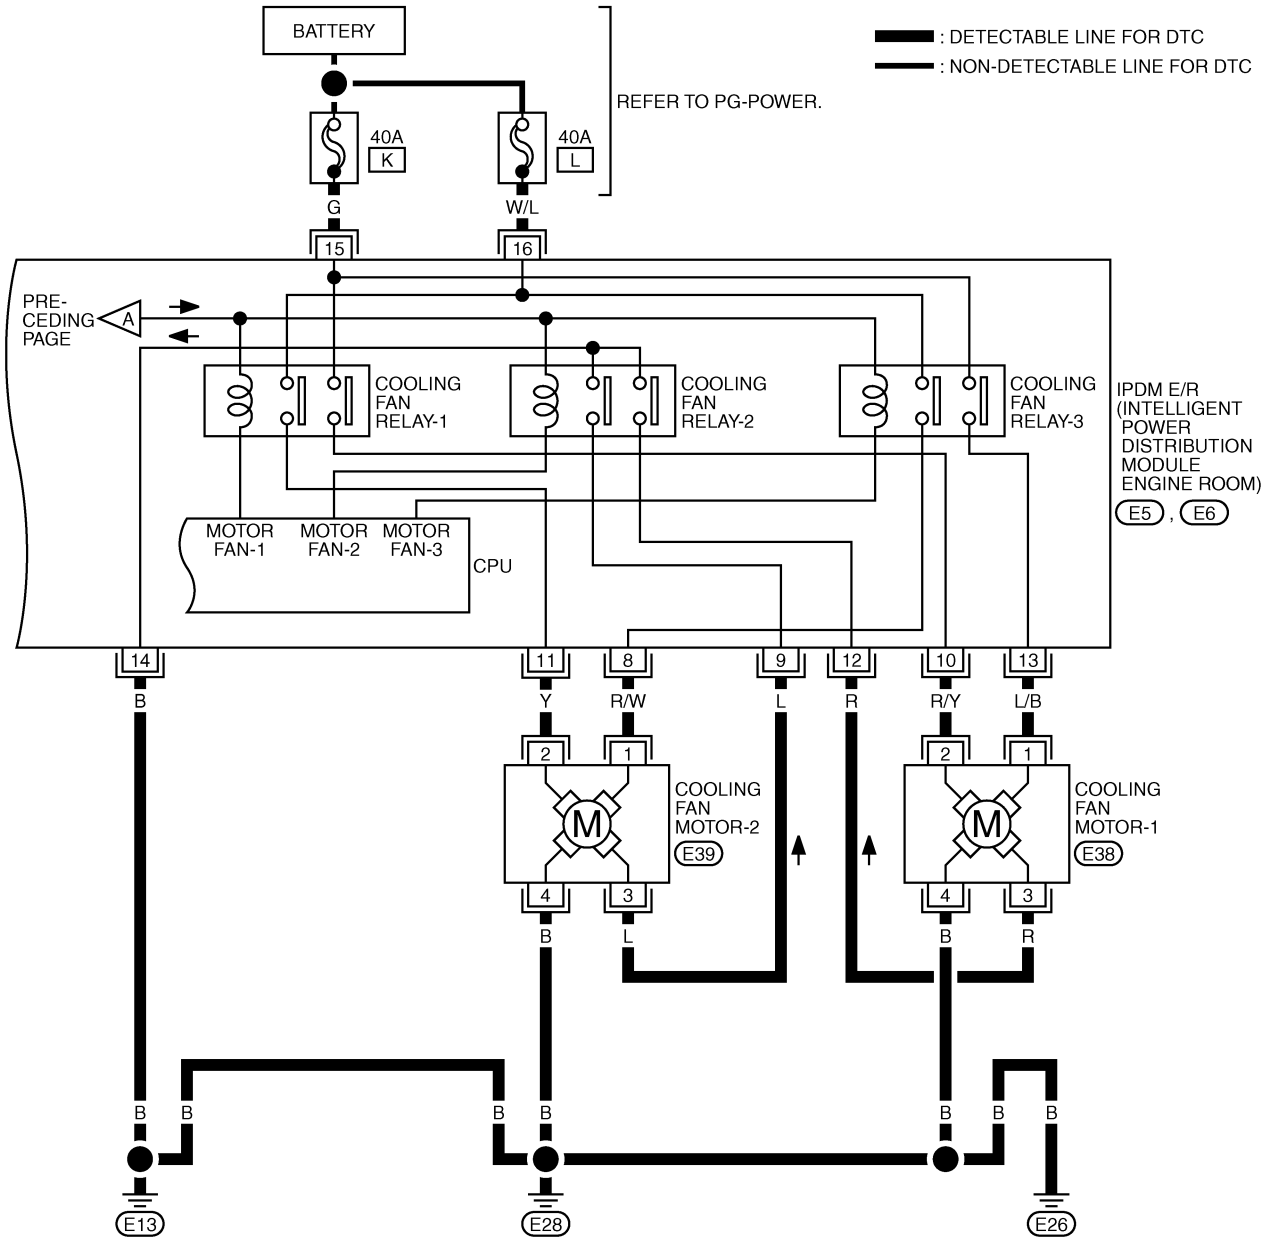 BATTERY
: DETECTABLE LINE FOR DTC
: NON-DETECTABLE LINE FOR DTC
REFER TO PG-POWER.
40A
K
40A
L
G
W/L
15
16
PRE-
CEDING
PAGE
A
COOLING
FAN
RELAY-1
COOLING
FAN
RELAY-2
COOLING
FAN
RELAY-3
IPDM E/R
(INTELLIGENT
POWER
DISTRIBUTION
MODULE
ENGINE ROOM)
E5 , E6
MOTOR
FAN-1
MOTOR
FAN-2
MOTOR
FAN-3
CPU
14
11
8
9
12
10
13
B
Y
R/W
L
R
R/Y
L/B
2
1
2
1
M
COOLING
FAN
MOTOR-2
E39
M
COOLING
FAN
MOTOR-1
E38
4
3
4
3
B
L
B
R
B
B
B
B
B
B
B
E13
E28
E26